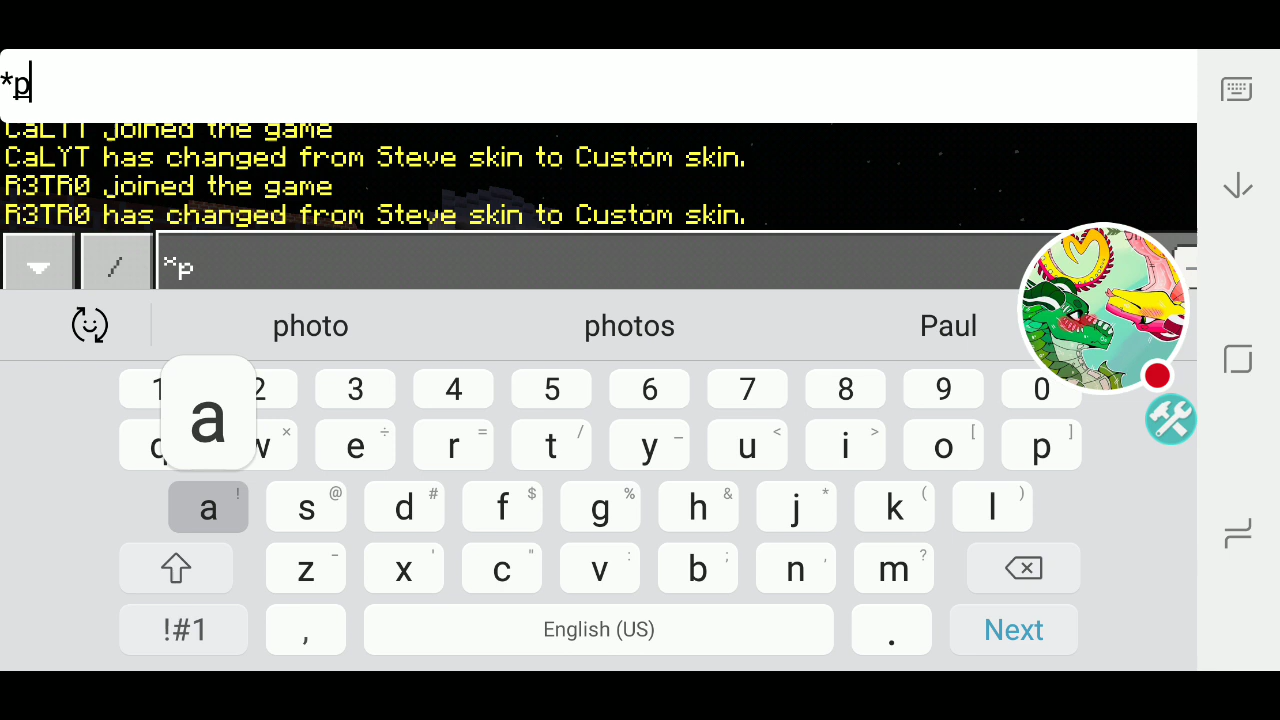 *p
CaLYT joined the game
CaLYT has changed from Steve skin to Custom skin.
R3TR0 joined the game
R3TR0 has changed from Steve skin to Custom skin.
/ *p
photo photos Paul
1 2 3 4 5 6 7 8 9 0
a
q w × e ÷ r = t / y _ u < i > o [ p ]
a ! s @ d # f $ g % h & j * k ( l )
z - x ' c " v : b ; n , m ?
!#1 , English (US) . Next